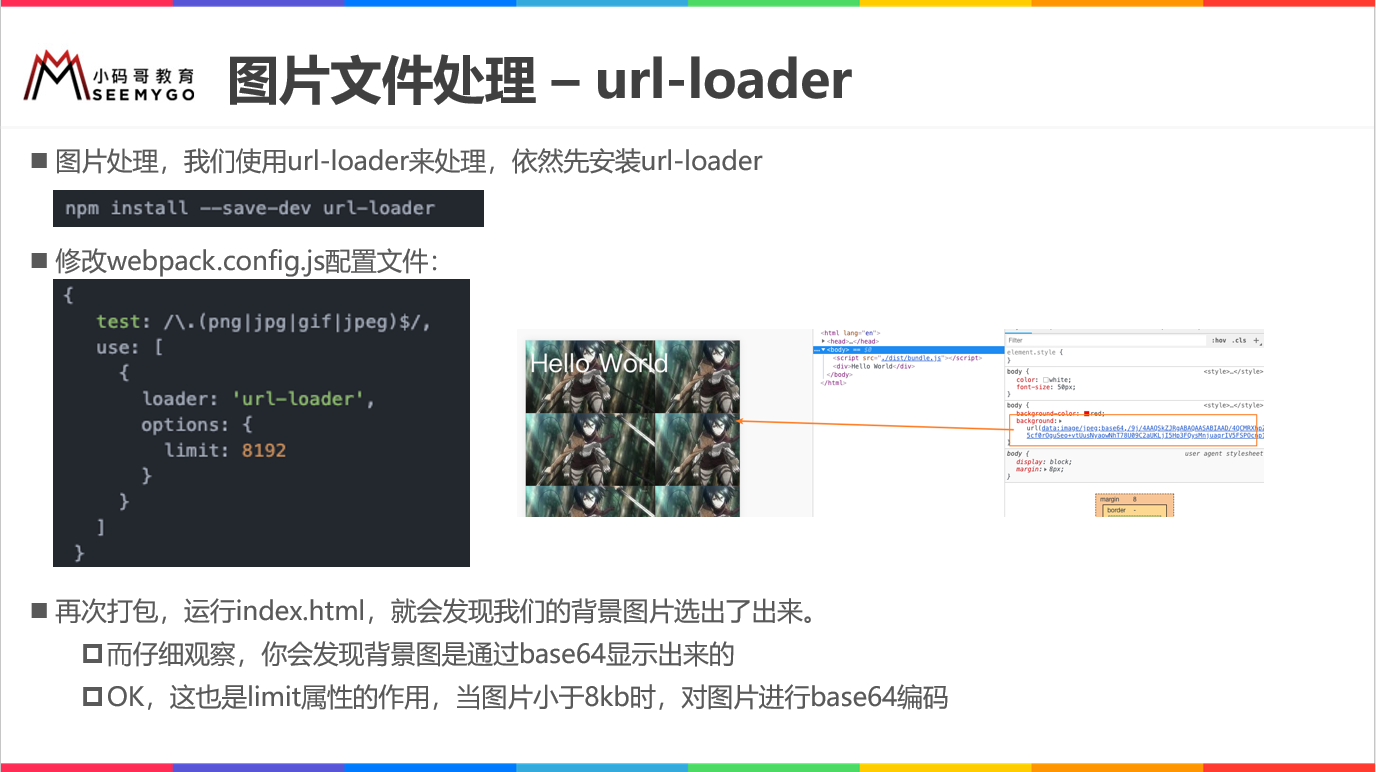 小码哥教育
SEEMYGO
图片文件处理 – url-loader
图片处理，我们使用url-loader来处理，依然先安装url-loader
npm install --save-dev url-loader
修改webpack.config.js配置文件：
{
test: /\.(png|jpg|gif|jpeg)$/,
use: [
{
loader: 'url-loader',
options: {
limit: 8192
}
}
]
}
Hello World
<html lang="en">
<head>…</head>
<body> == $0
<script src="./dist/bundle.js"></script>
<div>Hello World</div>
</body>
</html>
Filter :hov .cls +
element.style {
}
body { <style>…</style>
color: white;
font-size: 50px;
}
body { <style>…</style>
background-color: red;
background:
url(data:image/jpeg;base64,/9j/4AAQSkZJRgABAQAASABIAAD/
}
body { user agent stylesheet
display: block;
margin: 8px;
}
margin 8
border -
再次打包，运行index.html，就会发现我们的背景图片选出了出来。
而仔细观察，你会发现背景图是通过base64显示出来的
OK，这也是limit属性的作用，当图片小于8kb时，对图片进行base64编码